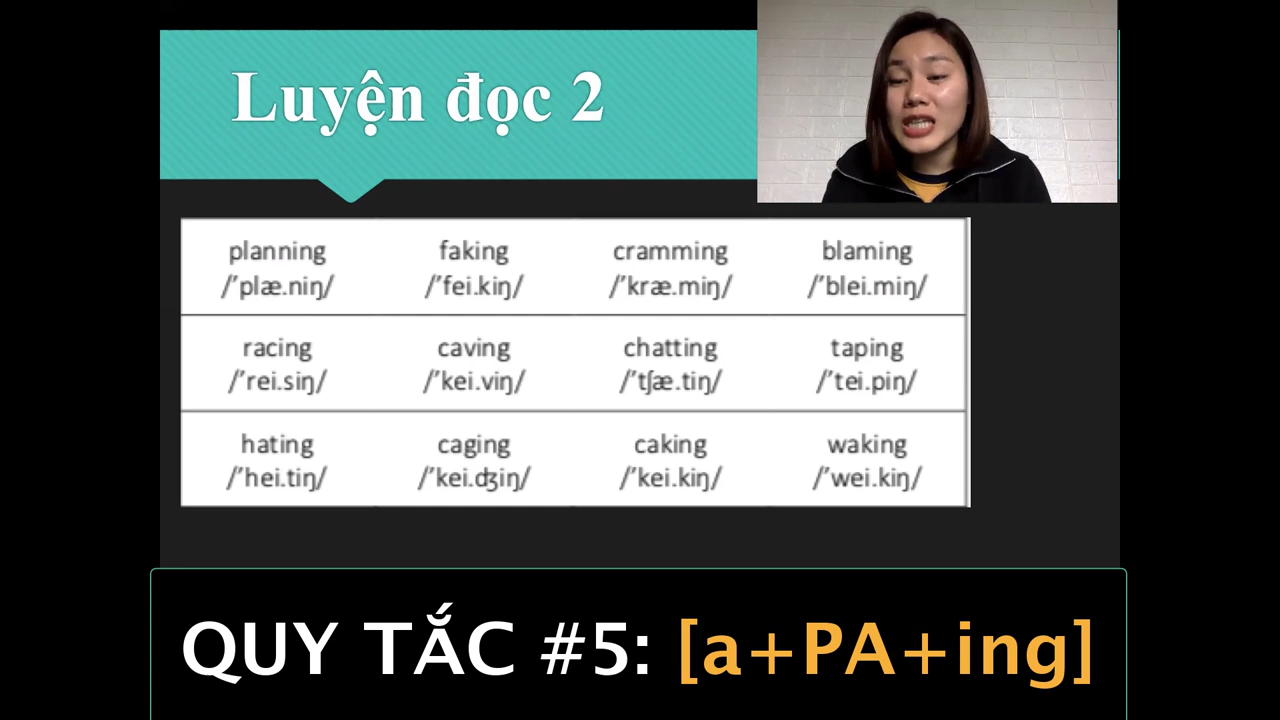 Luyện đọc 2
planning faking cramming blaming
/ˈplæ.niŋ/ /ˈfei.kiŋ/ /ˈkræ.miŋ/ /ˈblei.miŋ/
racing caving chatting taping
/ˈrei.siŋ/ /ˈkei.viŋ/ /ˈtʃæ.tiŋ/ /ˈtei.piŋ/
hating caging caking waking
/ˈhei.tiŋ/ /ˈkei.ʤiŋ/ /ˈkei.kiŋ/ /ˈwei.kiŋ/
QUY TẮC #5: [a+PA+ing]